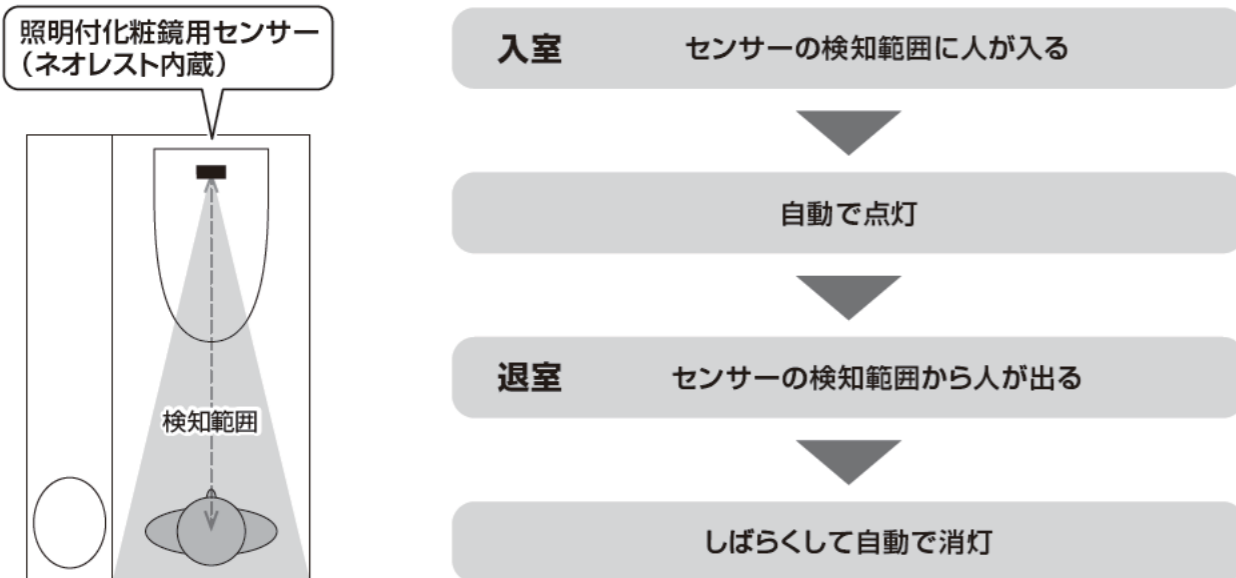 照明付化粧鏡用センサー
（ネオレスト内蔵）
検知範囲
入室 センサーの検知範囲に人が入る
自動で点灯
退室 センサーの検知範囲から人が出る
しばらくして自動で消灯